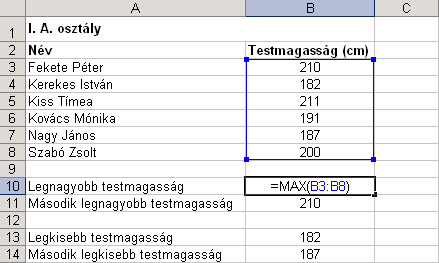 A B C
1 I. A. osztály
2 Név Testmagasság (cm)
3 Fekete Péter 210
4 Kerekes István 182
5 Kiss Tímea 211
6 Kovács Mónika 191
7 Nagy János 187
8 Szabó Zsolt 200
9
10 Legnagyobb testmagasság =MAX(B3:B8)
11 Második legnagyobb testmagasság 210
12
13 Legkisebb testmagasság 182
14 Második legkisebb testmagasság 187